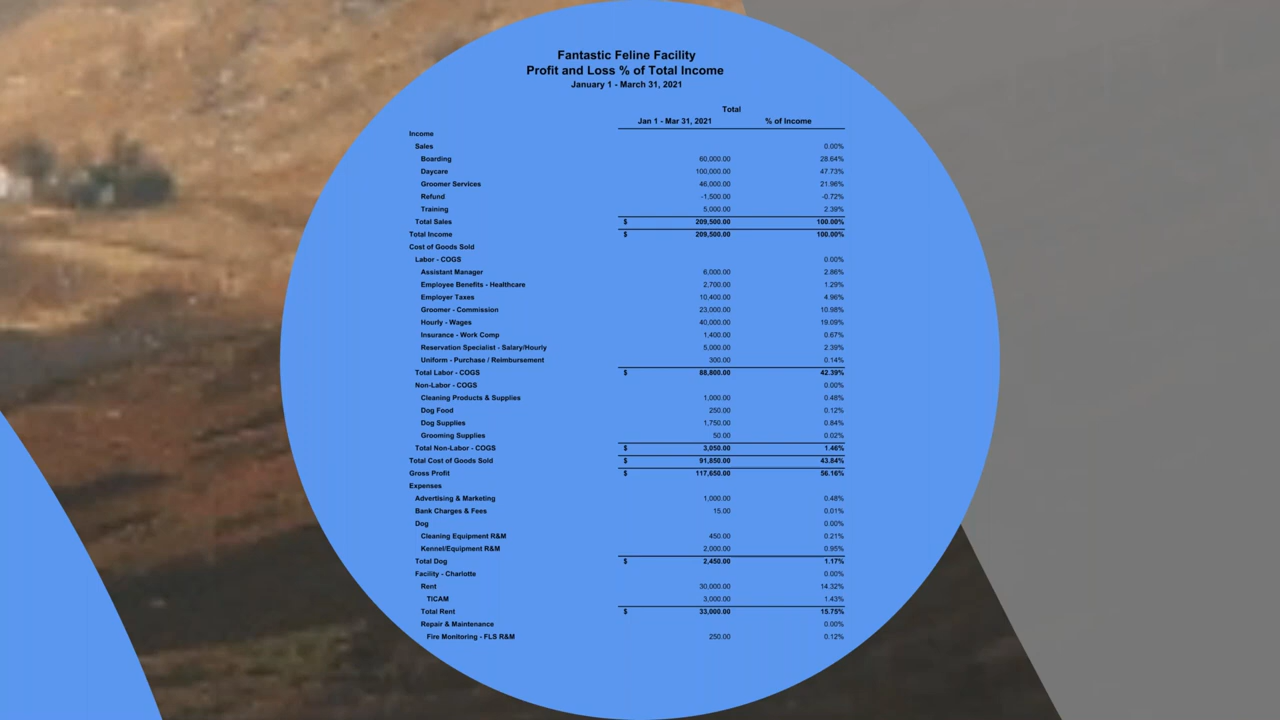 Fantastic Feline Facility
Profit and Loss % of Total Income
January 1 - March 31, 2021
Total
Jan 1 - Mar 31, 2021 % of Income
Income
Sales 0.00%
Boarding 60,000.00 28.64%
Daycare 100,000.00 47.73%
Groomer Services 46,000.00 21.96%
Refund -1,500.00 -0.72%
Training 5,000.00 2.39%
Total Sales $ 209,500.00 100.00%
Total Income $ 209,500.00 100.00%
Cost of Goods Sold
Labor - COGS 0.00%
Assistant Manager 6,000.00 2.86%
Employee Benefits - Healthcare 2,700.00 1.29%
Employer Taxes 10,400.00 4.96%
Groomer - Commission 23,000.00 10.98%
Hourly - Wages 40,000.00 19.09%
Insurance - Work Comp 1,400.00 0.67%
Reservation Specialist - Salary/Hourly 5,000.00 2.39%
Uniform - Purchase / Reimbursement 300.00 0.14%
Total Labor - COGS $ 88,800.00 42.39%
Non-Labor - COGS 0.00%
Cleaning Products & Supplies 1,000.00 0.48%
Dog Food 250.00 0.12%
Dog Supplies 1,750.00 0.84%
Grooming Supplies 50.00 0.02%
Total Non-Labor - COGS $ 3,050.00 1.46%
Total Cost of Goods Sold $ 91,850.00 43.84%
Gross Profit $ 117,650.00 56.16%
Expenses
Advertising & Marketing 1,000.00 0.48%
Bank Charges & Fees 15.00 0.01%
Dog 0.00%
Cleaning Equipment R&M 450.00 0.21%
Kennel/Equipment R&M 2,000.00 0.95%
Total Dog $ 2,450.00 1.17%
Facility - Charlotte 0.00%
Rent 30,000.00 14.32%
TICAM 3,000.00 1.43%
Total Rent $ 33,000.00 15.75%
Repair & Maintenance 0.00%
Fire Monitoring - FLS R&M 250.00 0.12%